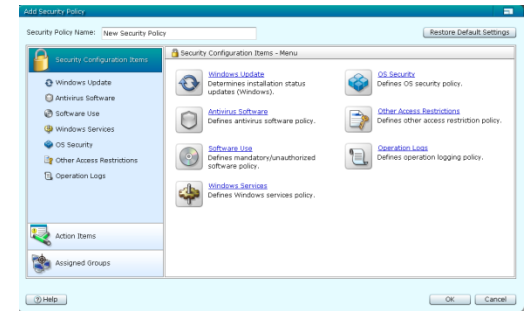 Add Security Policy
Security Policy Name: New Security Policy
Restore Default Settings
Security Configuration Items
Windows Update
Antivirus Software
Software Use
Windows Services
OS Security
Other Access Restrictions
Operation Logs
Action Items
Assigned Groups
Security Configuration Items - Menu
Windows Update
Determines installation status
updates (Windows).
Antivirus Software
Defines antivirus software policy.
Software Use
Defines mandatory/unauthorized
software policy.
Windows Services
Defines Windows services policy.
OS Security
Defines OS security policy.
Other Access Restrictions
Defines other access restriction policy.
Operation Logs
Defines operation logging policy.
Help
OK
Cancel